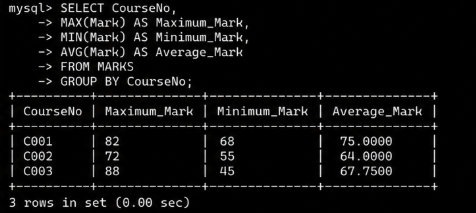 mysql> SELECT CourseNo,
    -> MAX(Mark) AS Maximum_Mark,
    -> MIN(Mark) AS Minimum_Mark,
    -> AVG(Mark) AS Average_Mark
    -> FROM MARKS
    -> GROUP BY CourseNo;
+----------+--------------+--------------+--------------+
| CourseNo | Maximum_Mark | Minimum_Mark | Average_Mark |
+----------+--------------+--------------+--------------+
| C001     | 82           | 68           | 75.0000      |
| C002     | 72           | 55           | 64.0000      |
| C003     | 88           | 45           | 67.7500      |
+----------+--------------+--------------+--------------+
3 rows in set (0.00 sec)